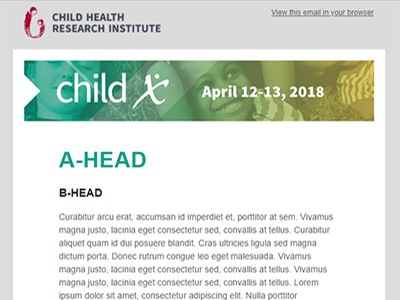 CHILD HEALTH
RESEARCH INSTITUTE
View this email in your browser
child x
April 12-13, 2018
A-HEAD
B-HEAD
Curabitur arcu erat, accumsan id imperdiet et, porttitor at sem. Vivamus
magna justo, lacinia eget consectetur sed, convallis at tellus. Curabitur
aliquet quam id dui posuere blandit. Cras ultricies ligula sed magna
dictum porta. Donec rutrum congue leo eget malesuada. Vivamus
magna justo, lacinia eget consectetur sed, convallis at tellus. Vivamus
magna justo, lacinia eget consectetur sed, convallis at tellus. Lorem
ipsum dolor sit amet, consectetur adipiscing elit. Nulla porttitor